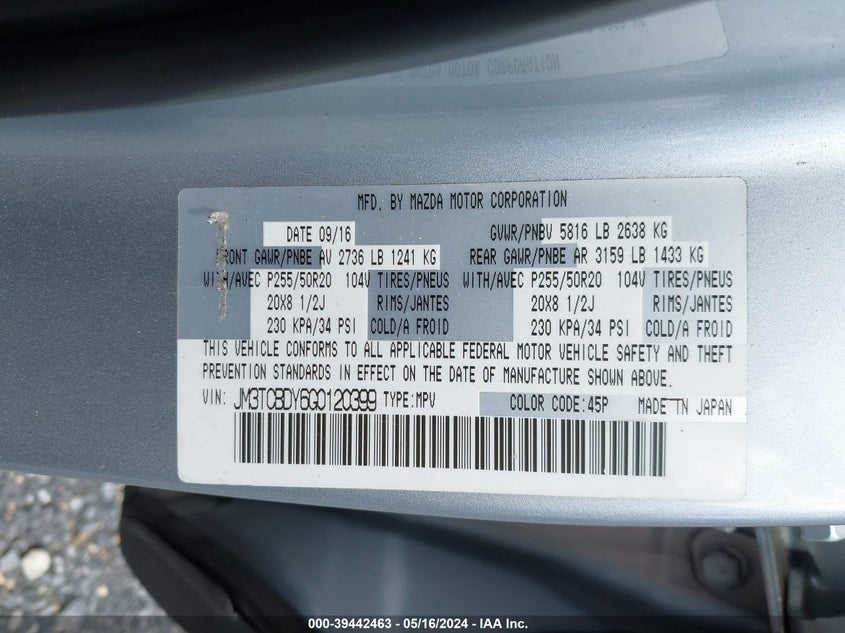 MAZDA MOTOR CORPORATION
MFD. BY MAZDA MOTOR CORPORATION
DATE 09/16 GVWR/PNBV 5816 LB 2638 KG
FRONT GAWR/PNBE AV 2736 LB 1241 KG REAR GAWR/PNBE AR 3159 LB 1433 KG
WITH/AVEC P255/50R20 104V TIRES/PNEUS WITH/AVEC P255/50R20 104V TIRES/PNEUS
20X8 1/2J RIMS/JANTES 20X8 1/2J RIMS/JANTES
230 KPA/34 PSI COLD/A FROID 230 KPA/34 PSI COLD/A FROID
THIS VEHICLE CONFORMS TO ALL APPLICABLE FEDERAL MOTOR VEHICLE SAFETY AND THEFT
PREVENTION STANDARDS IN EFFECT ON THE DATE OF MANUFACTURE SHOWN ABOVE.
VIN: JM3TCBDY6G0120399 TYPE:MPV COLOR CODE:45P MADE IN JAPAN
000-39442463 - 05/16/2024 - IAA Inc.